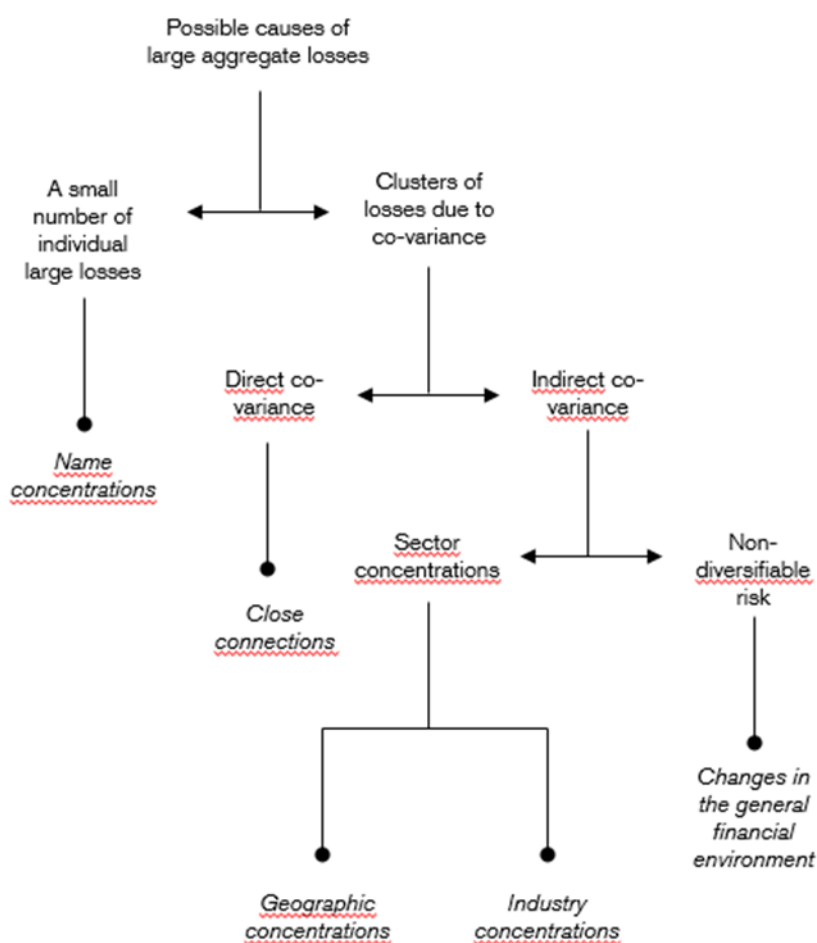 Possible causes of
large aggregate losses
A small
number of
individual
large losses
Clusters of
losses due to
co-variance
Direct co-
variance
Indirect co-
variance
Name
concentrations
Sector
concentrations
Non-
diversifiable
risk
Close
connections
Changes in
the general
financial
environment
Geographic
concentrations
Industry
concentrations